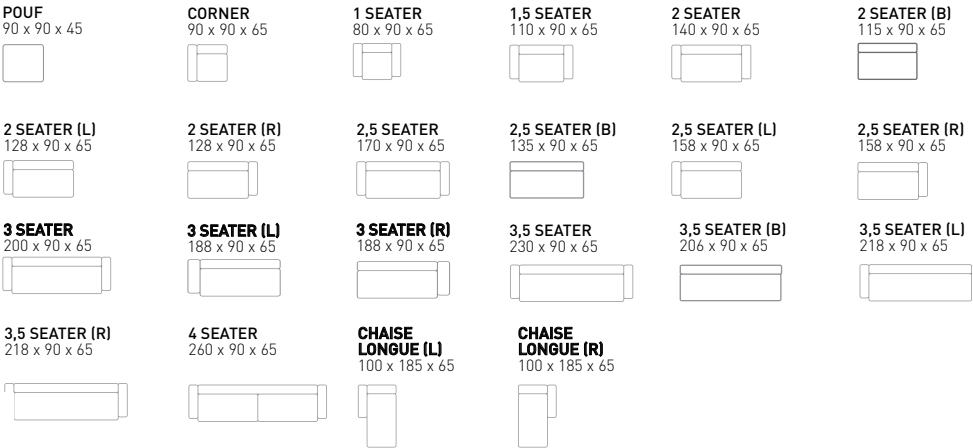 POUF
90 x 90 x 45
CORNER
90 x 90 x 65
1 SEATER
80 x 90 x 65
1,5 SEATER
110 x 90 x 65
2 SEATER
140 x 90 x 65
2 SEATER (B)
115 x 90 x 65
2 SEATER (L)
128 x 90 x 65
2 SEATER (R)
128 x 90 x 65
2,5 SEATER
170 x 90 x 65
2,5 SEATER (B)
135 x 90 x 65
2,5 SEATER (L)
158 x 90 x 65
2,5 SEATER (R)
158 x 90 x 65
3 SEATER
200 x 90 x 65
3 SEATER (L)
188 x 90 x 65
3 SEATER (R)
188 x 90 x 65
3,5 SEATER
230 x 90 x 65
3,5 SEATER (B)
206 x 90 x 65
3,5 SEATER (L)
218 x 90 x 65
3,5 SEATER (R)
218 x 90 x 65
4 SEATER
260 x 90 x 65
CHAISE
LONGUE (L)
100 x 185 x 65
CHAISE
LONGUE (R)
100 x 185 x 65